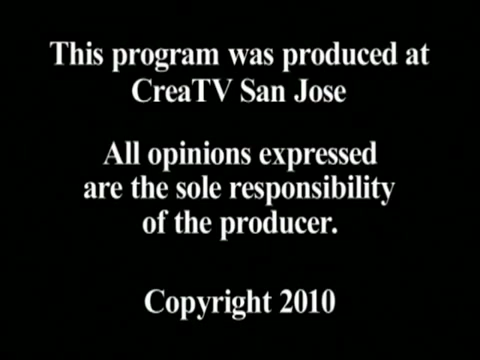 This program was produced at
CreaTV San Jose
All opinions expressed
are the sole responsibility
of the producer.
Copyright 2010